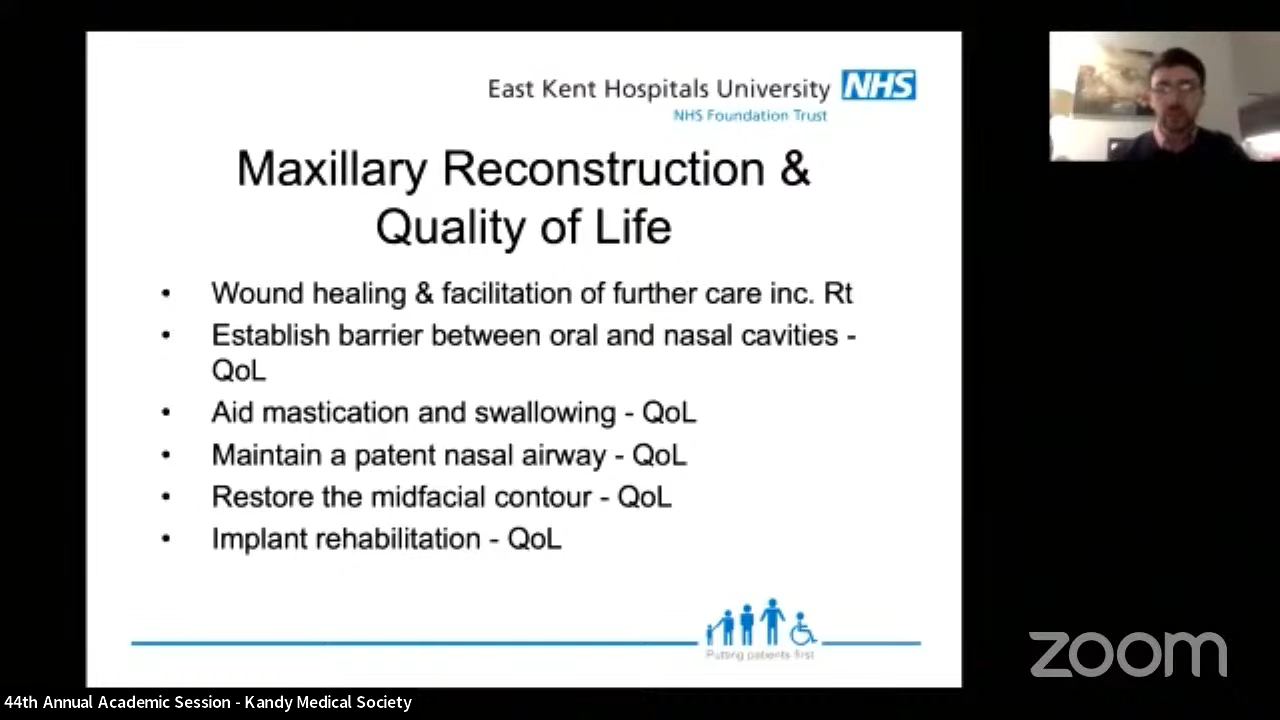 East Kent Hospitals University NHS
NHS Foundation Trust
Maxillary Reconstruction &
Quality of Life
• Wound healing & facilitation of further care inc. Rt
• Establish barrier between oral and nasal cavities -
QoL
• Aid mastication and swallowing - QoL
• Maintain a patent nasal airway - QoL
• Restore the midfacial contour - QoL
• Implant rehabilitation - QoL
Putting patients first
zoom
44th Annual Academic Session - Kandy Medical Society